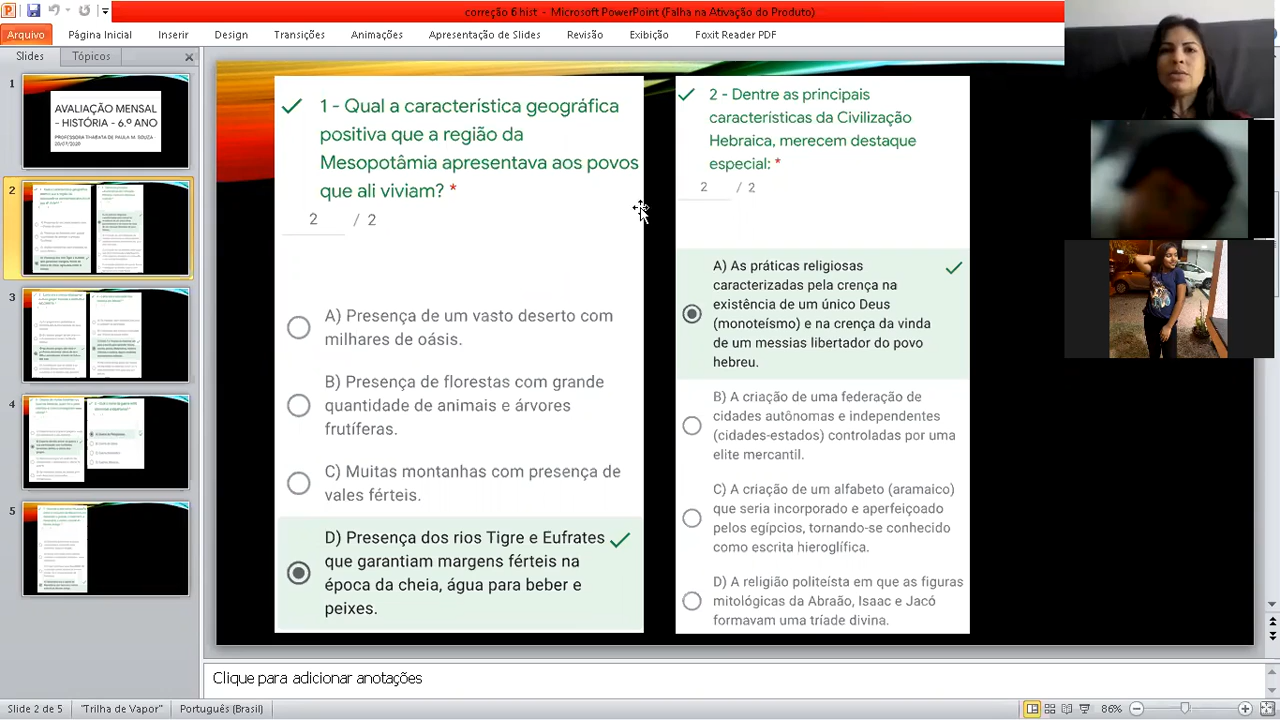 correção 6 hist - Microsoft PowerPoint (Falha na Ativação do Produto)
Arquivo Página Inicial Inserir Design Transições Animações Apresentação de Slides Revisão Exibição Foxit Reader PDF
Slides Tópicos
1
AVALIAÇÃO MENSAL
- HISTÓRIA - 6.º ANO
2
3
4
5
1 - Qual a característica geográfica
positiva que a região da
Mesopotâmia apresentava aos povos
que ali viviam? *
2 / 2
A) Presença de um vasto deserto com
milhares de oásis.
B) Presença de florestas com grande
quantidade de animais e árvores
frutíferas.
C) Muitas montanhas com presença de
vales férteis.
D) Presença dos rios Tigre e Eufrates
que garantiam margens férteis na
época da cheia, água para beber e
peixes.
2 - Dentre as principais
características da Civilização
Hebraica, merecem destaque
especial: *
2 / 2
A) As práticas religiosas
caracterizadas pela crença na
existência de um único Deus
(monoteísmo) e na crença da vinda
de um messias libertador do povo
hebreu.
B) A criação de uma federação de
cidades autônomas e independentes
(cidades-estados) controladas por uma
elite mercantil.
C) A criação de um alfabeto (aramaico)
que seria incorporado e aperfeiçoado
pelos egípcios, tornando-se conhecido
como escrita hieroglífica.
D) A religião politeísta em que as figuras
mitológicas da Abraão, Isaac e Jacó
formavam uma tríade divina.
Clique para adicionar anotações
Slide 2 de 5 "Trilha de Vapor" Português (Brasil) 86%